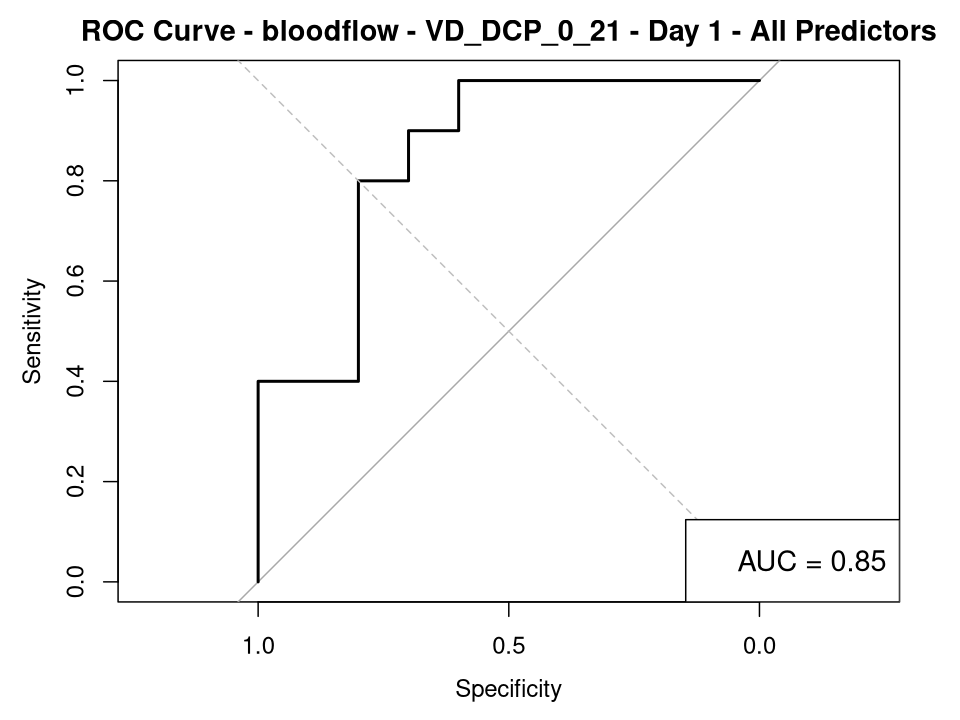 ROC Curve - bloodflow - VD_DCP_0_21 - Day 1 - All Predictors
Sensitivity
1.0
0.8
0.6
0.4
0.2
0.0
AUC = 0.85
1.0 0.5 0.0
Specificity